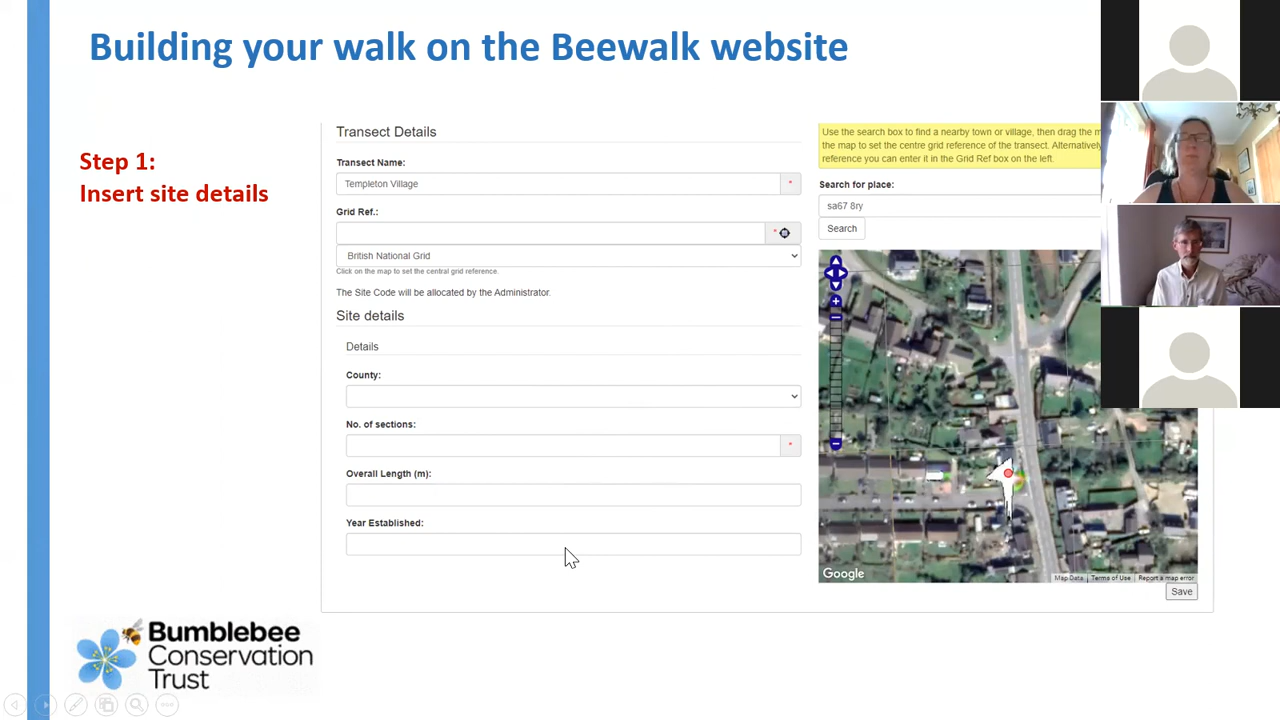 Building your walk on the Beewalk website
Step 1:
Insert site details
Transect Details
Transect Name:
Templeton Village
*
Grid Ref.:
*
British National Grid
Click on the map to set the central grid reference.
The Site Code will be allocated by the Administrator.
Site details
Details
County:
No. of sections:
*
Overall Length (m):
Year Established:
Use the search box to find a nearby town or village, then drag the m
the map to set the centre grid reference of the transect. Alternatively
reference you can enter it in the Grid Ref box on the left.
Search for place:
sa67 8ry
Search
Google
Map Data
Terms of Use
Report a map error
Save
Bumblebee
Conservation
Trust